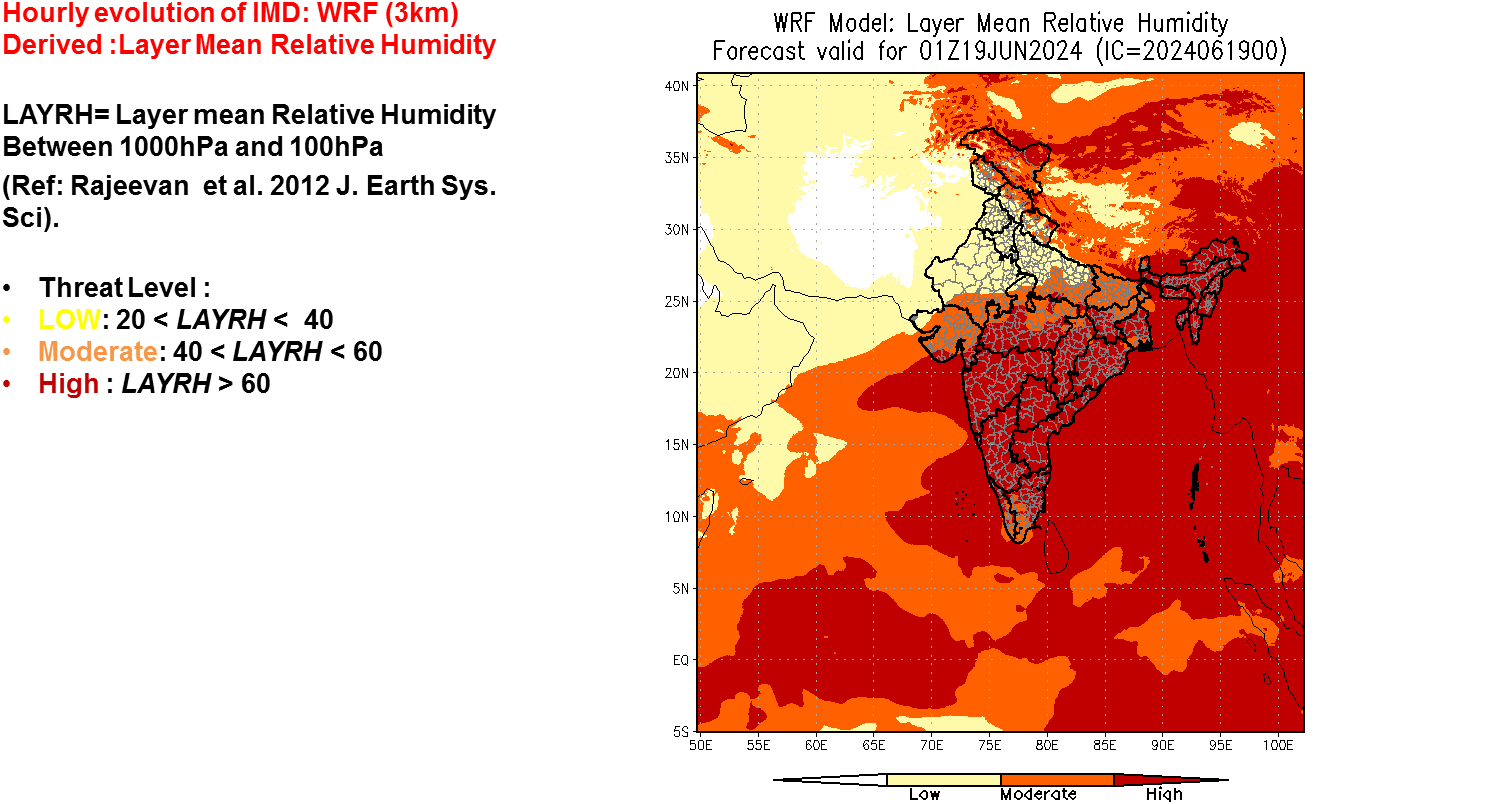 Hourly evolution of IMD: WRF (3km)
Derived :Layer Mean Relative Humidity
LAYRH= Layer mean Relative Humidity
Between 1000hPa and 100hPa
(Ref: Rajeevan et al. 2012 J. Earth Sys.
Sci).
• Threat Level :
• LOW: 20 < LAYRH < 40
• Moderate: 40 < LAYRH < 60
• High : LAYRH > 60
WRF Model: Layer Mean Relative Humidity
Forecast valid for 01Z19JUN2024 (IC=2024061900)
40N
35N
30N
25N
20N
15N
10N
5N
EQ
5S
50E 55E 60E 65E 70E 75E 80E 85E 90E 95E 100E
Low Moderate High